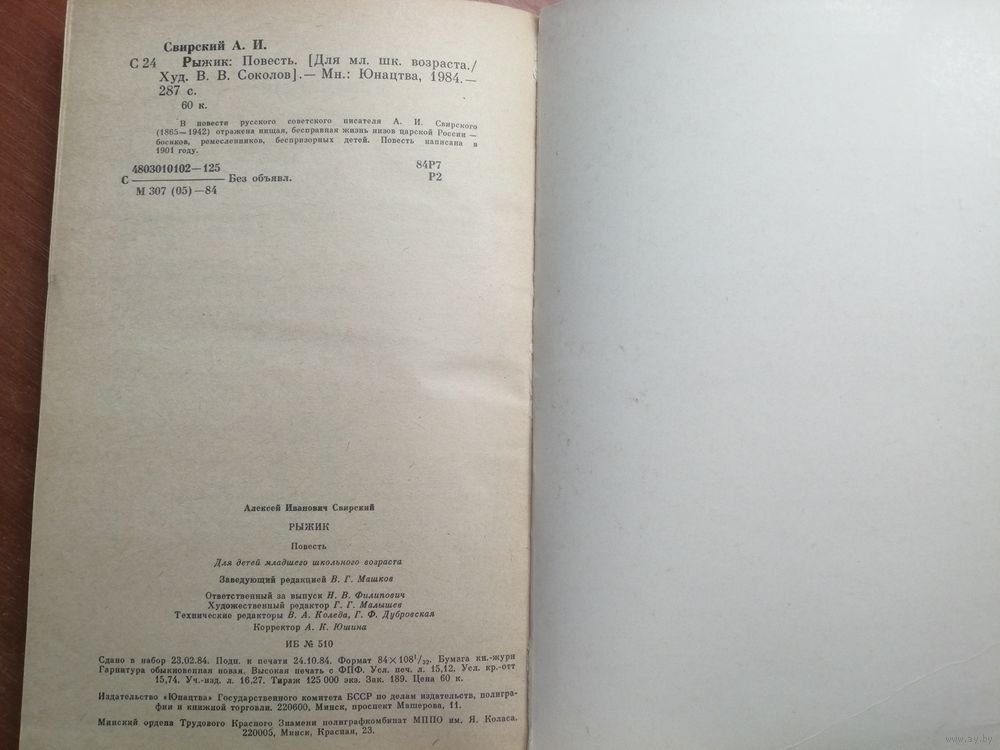 Свирский А. И.
С 24 Рыжик: Повесть. [Для мл. шк. возраста./
Худ. В. В. Соколов].— Мн.: Юнацтва, 1984.—
287 с.
60 к.
В повести русского советского писателя А. И. Свирского
(1865—1942) отражена нищая, бесправная жизнь низов царской России —
босяков, ремесленников, беспризорных детей. Повесть написана в
1901 году.
4803010102—125
С ———— Без объявл.
М 307 (05)—84
84Р7
Р2
Алексей Иванович Свирский
РЫЖИК
Повесть
Для детей младшего школьного возраста
Заведующий редакцией В. Г. Машков
Ответственный за выпуск Н. В. Филипович
Художественный редактор Г. Г. Малышев
Технические редакторы В. А. Коледа, Г. Ф. Дубровская
Корректор А. К. Юшина
ИБ № 510
Сдано в набор 23.02.84. Подп. к печати 24.10.84. Формат 84×108¹/₃₂. Бумага кн.-журн
Гарнитура обыкновенная новая. Высокая печать с ФПФ. Усл. печ. л. 15,12. Усл. кр.-отт
15,74. Уч.-изд. л. 16,27. Тираж 125 000 экз. Зак. 189. Цена 60 к.
Издательство «Юнацтва» Государственного комитета БССР по делам издательств, полигра-
фии и книжной торговли. 220600, Минск, проспект Машерова, 11.
Минский ордена Трудового Красного Знамени полиграфкомбинат МППО им. Я. Коласа.
220005, Минск, Красная, 23.
www.ay.by